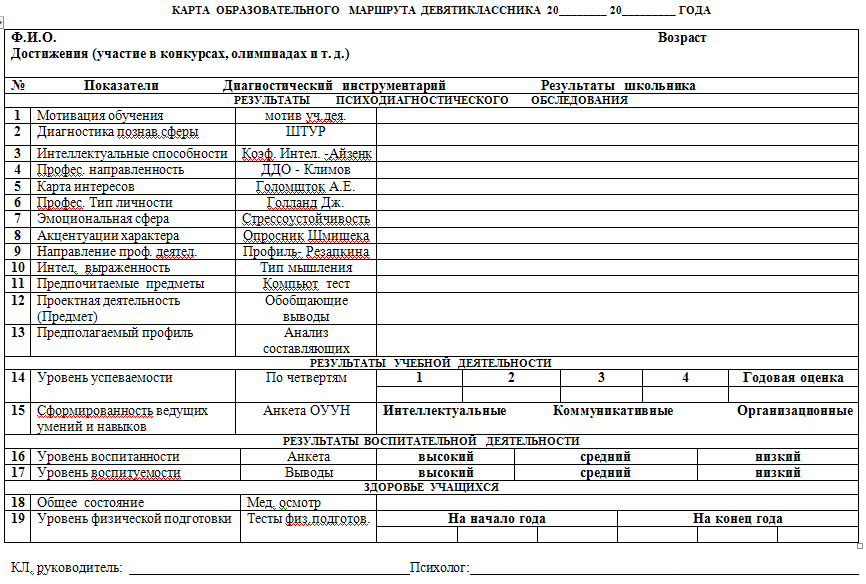 КАРТА ОБРАЗОВАТЕЛЬНОГО МАРШРУТА ДЕВЯТИКЛАССНИКА 20________ 20_________ ГОДА
Ф.И.О. Возраст
Достижения (участие в конкурсах, олимпиадах и т. д.)
№ Показатели Диагностический инструментарий Результаты школьника
РЕЗУЛЬТАТЫ ПСИХОДИАГНОСТИЧЕСКОГО ОБСЛЕДОВАНИЯ
1 Мотивация обучения мотив уч.дея.
2 Диагностика познав.сферы ШТУР
3 Интеллектуальные способности Коэф. Интел. -Айзенк
4 Профес. направленность ДДО - Климов
5 Карта интересов Голомшток А.Е.
6 Профес. Тип личности Голланд Дж.
7 Эмоциональная сфера Стрессоустойчивость
8 Акцентуации характера Опросник Шмишека
9 Направление проф. деятел. Профиль- Резапкина
10 Интел, выраженность Тип мышления
11 Предпочитаемые предметы Компьют тест
12 Проектная деятельность Обобщающие
(Предмет) выводы
13 Предполагаемый профиль Анализ
составляющих
РЕЗУЛЬТАТЫ УЧЕБНОЙ ДЕЯТЕЛЬНОСТИ
14 Уровень успеваемости По четвертям 1 2 3 4 Годовая оценка
15 Сформированность ведущих Анкета ОУУН Интеллектуальные Коммуникативные Организационные
умений и навыков
РЕЗУЛЬТАТЫ ВОСПИТАТЕЛЬНОЙ ДЕЯТЕЛЬНОСТИ
16 Уровень воспитанности Анкета высокий средний низкий
17 Уровень воспитуемости Выводы высокий средний низкий
ЗДОРОВЬЕ УЧАЩИХСЯ
18 Общее состояние Мед, осмотр
19 Уровень физической подготовки Тесты физ.подготов. На начало года На конец года
КЛ, руководитель: ____________________________________Психолог:__________________________________________________